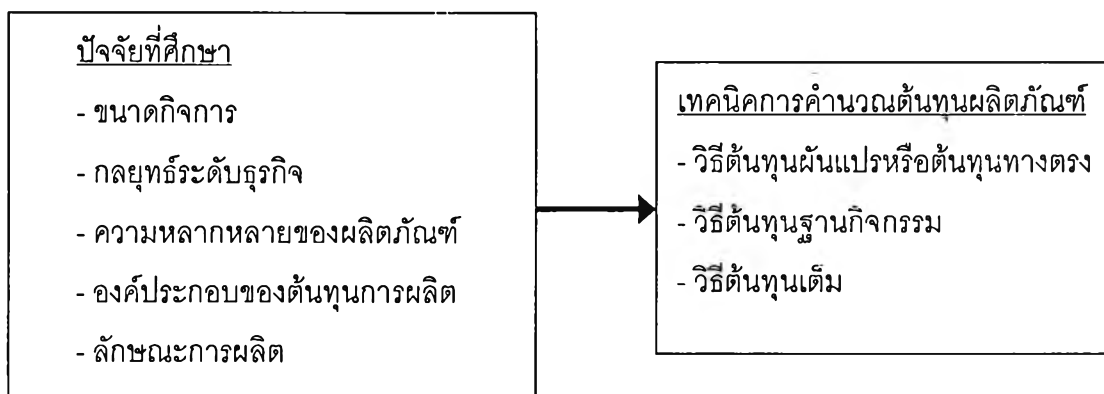 ปัจจัยที่ศึกษา
- ขนาดกิจการ
- กลยุทธ์ระดับธุรกิจ
- ความหลากหลายของผลิตภัณฑ์
- องค์ประกอบของต้นทุนการผลิต
- ลักษณะการผลิต
เทคนิคการคำนวณต้นทุนผลิตภัณฑ์
- วิธีต้นทุนผันแปรหรือต้นทุนทางตรง
- วิธีต้นทุนฐานกิจกรรม
- วิธีต้นทุนเต็ม